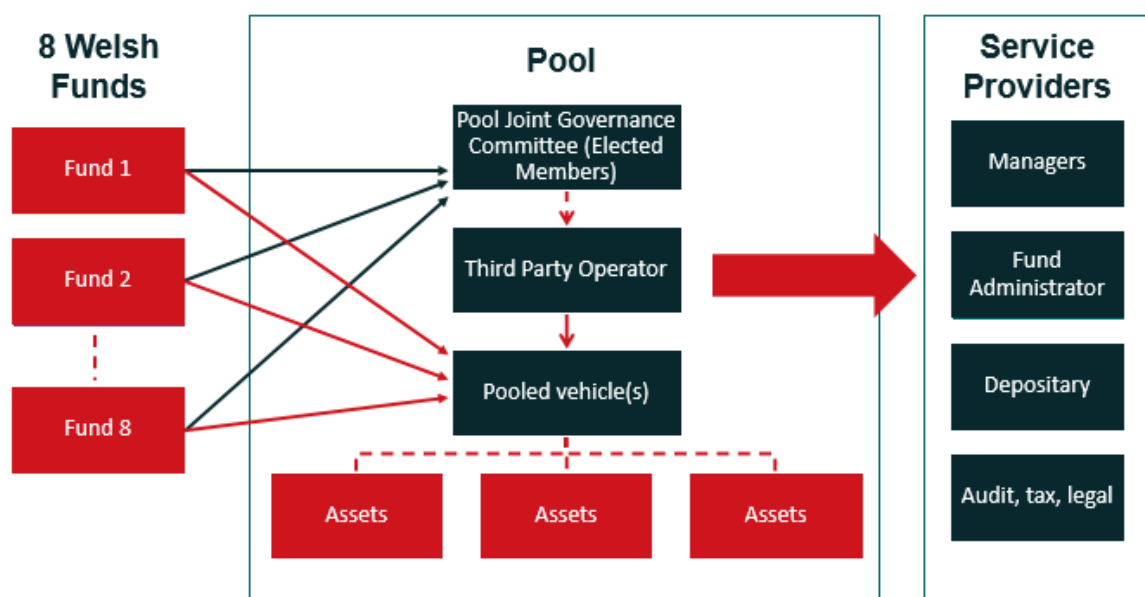 8 Welsh
Funds
Fund 1
Fund 2
Fund 8
Pool
Pool Joint Governance
Committee (Elected
Members)
Third Party Operator
Pooled vehicle(s)
Assets
Assets
Assets
Service
Providers
Managers
Fund
Administrator
Depositary
Audit, tax, legal